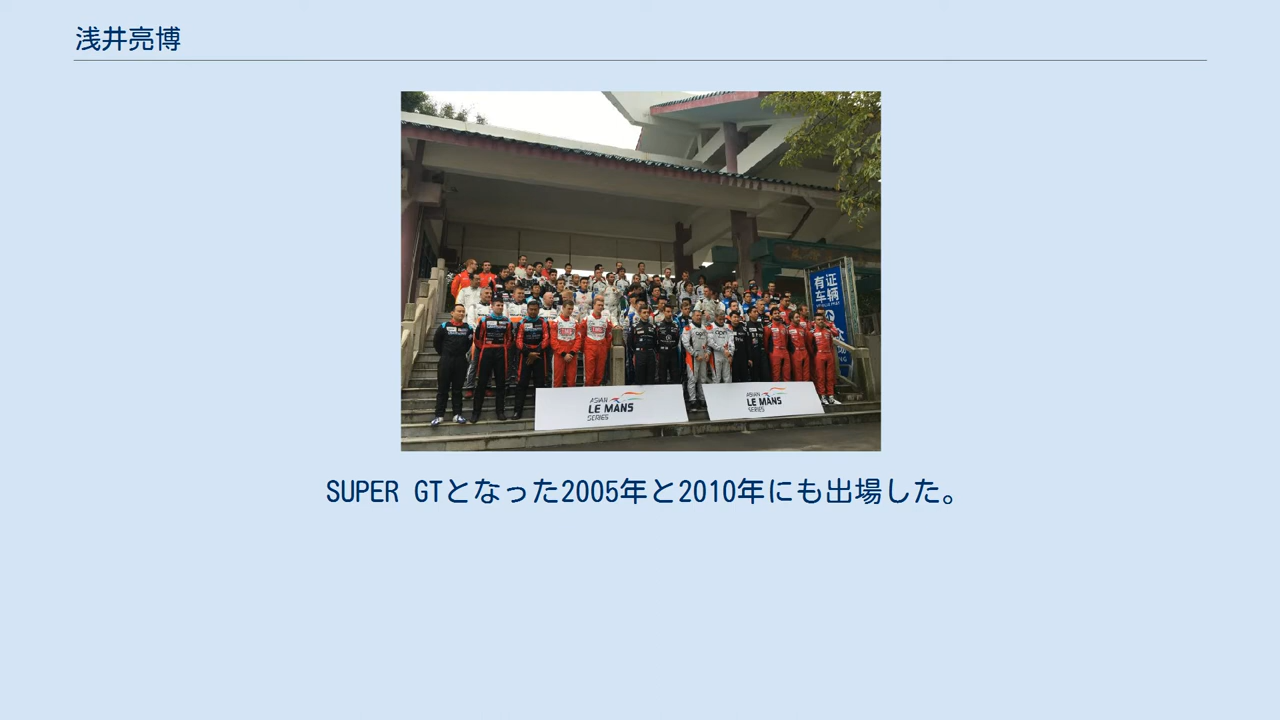 浅井亮博
有证
车辆
ASIAN
LE MANS
SERIES
ASIAN
LE MANS
SERIES
SUPER GTとなった2005年と2010年にも出場した。